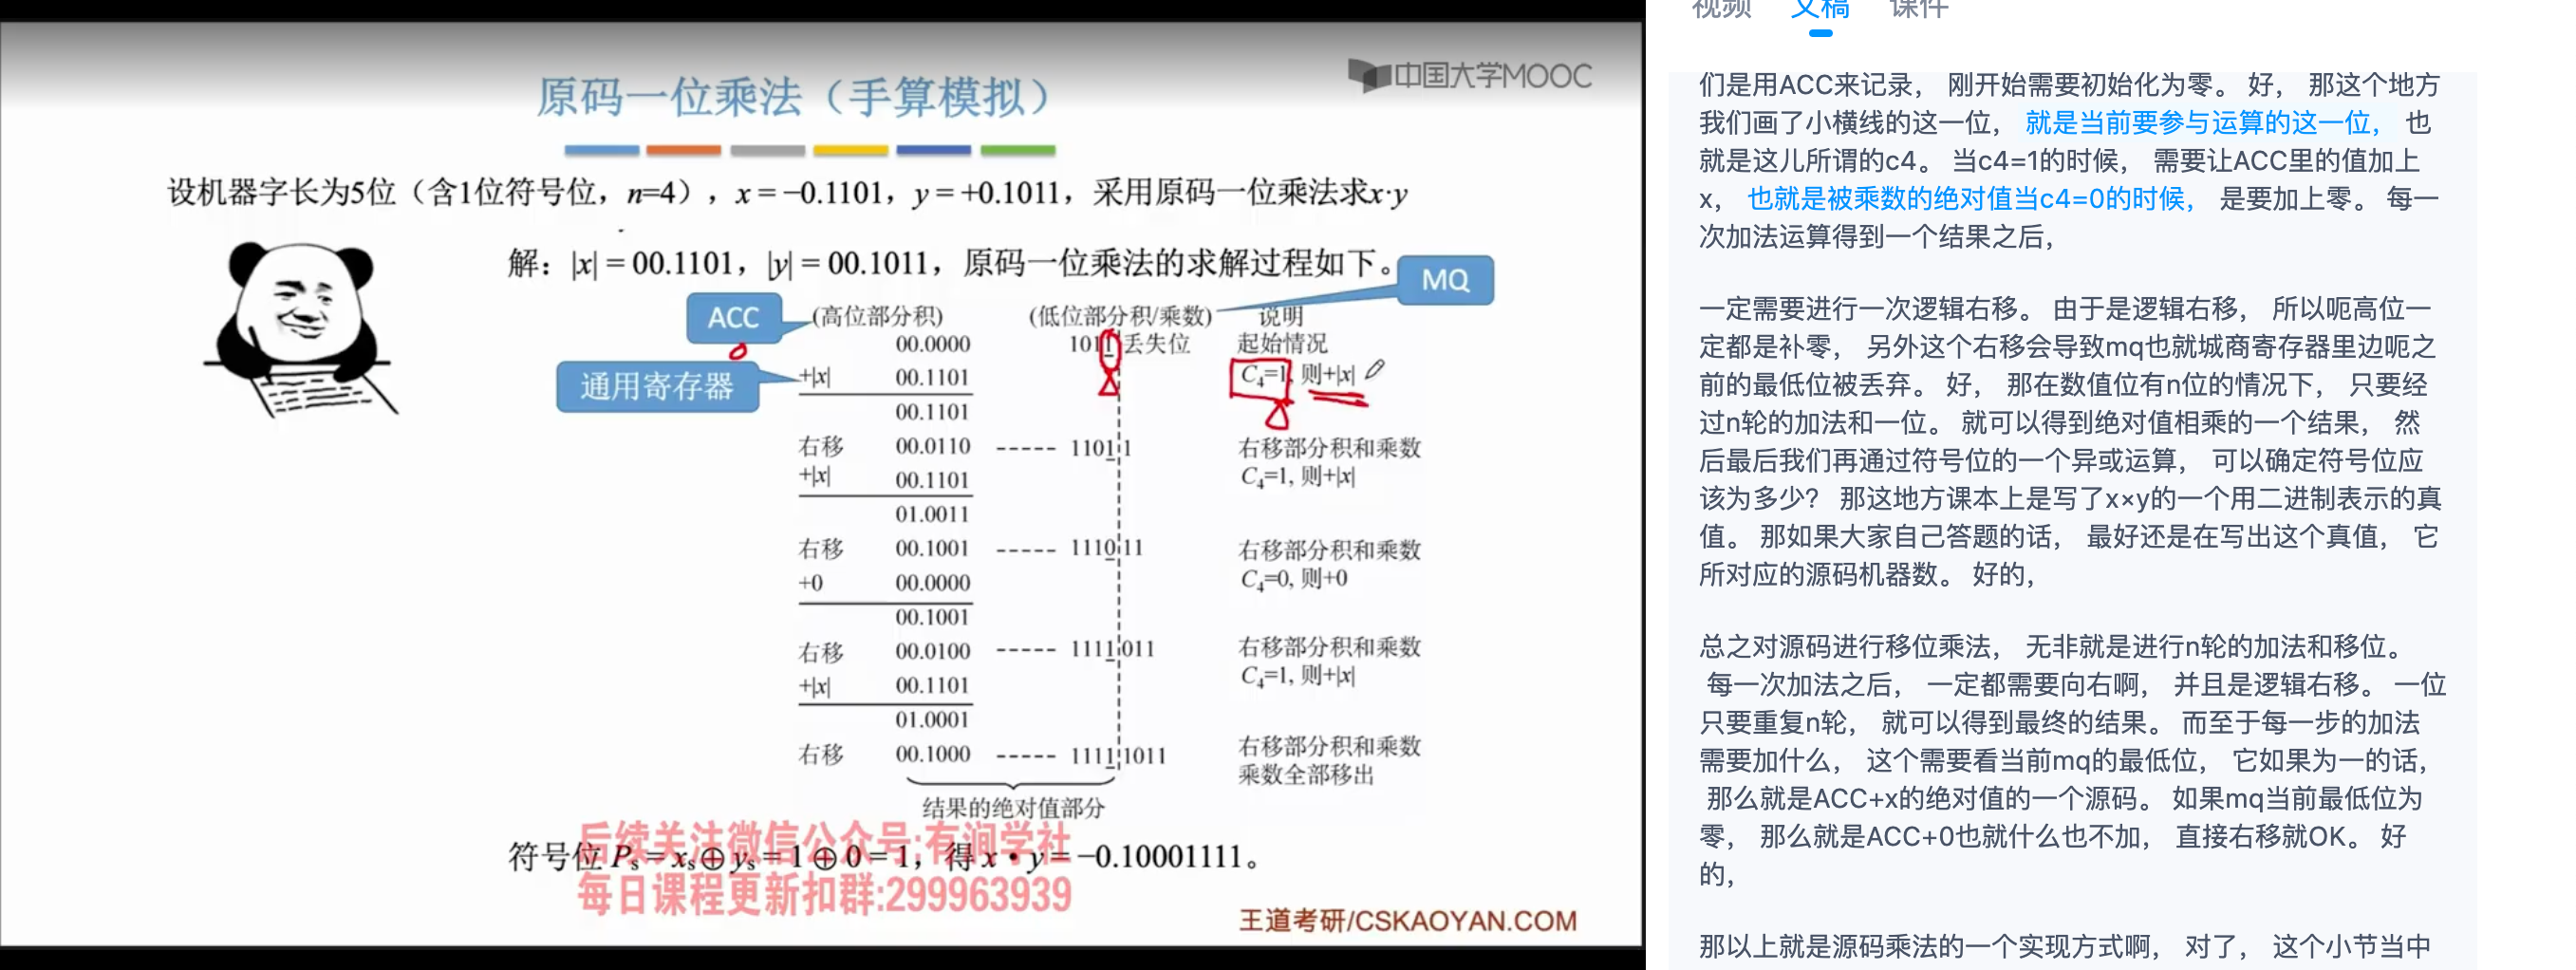 中国大学MOOC
原码一位乘法（手算模拟）
设机器字长为5位（含1位符号位，n=4），x = −0.1101，y = +0.1011，采用原码一位乘法求x·y
解：|x| = 00.1101，|y| = 00.1011，原码一位乘法的求解过程如下。
MQ
ACC
(高位部分积) (低位部分积/乘数) 说明
00.0000 1011 丢失位 起始情况
通用寄存器
+|x| 00.1101 C4=1, 则+|x|
00.1101
右移 00.0110 ----- 1101 1 右移部分积和乘数
+|x| 00.1101 C4=1, 则+|x|
01.0011
右移 00.1001 ----- 1110 11 右移部分积和乘数
+0 00.0000 C4=0, 则+0
00.1001
右移 00.0100 ----- 1111 011 右移部分积和乘数
+|x| 00.1101 C4=1, 则+|x|
01.0001
右移 00.1000 ----- 1111 1011 右移部分积和乘数
乘数全部移出
结果的绝对值部分
符号位 Ps = xs ⊕ ys = 1 ⊕ 0 = 1，得 x • y = −0.10001111。
后续关注微信公众号:有涧学社
每日课程更新扣群:299963939
王道考研/CSKAOYAN.COM
视频 文稿 课件
们是用ACC来记录， 刚开始需要初始化为零。 好， 那这个地方
我们画了小横线的这一位， 就是当前要参与运算的这一位， 也
就是这儿所谓的c4。 当c4=1的时候， 需要让ACC里的值加上
x， 也就是被乘数的绝对值当c4=0的时候， 是要加上零。 每一
次加法运算得到一个结果之后，
一定需要进行一次逻辑右移。 由于是逻辑右移， 所以呃高位一
定都是补零， 另外这个右移会导致mq也就城商寄存器里边呃之
前的最低位被丢弃。 好， 那在数值位有n位的情况下， 只要经
过n轮的加法和一位。 就可以得到绝对值相乘的一个结果， 然
后最后我们再通过符号位的一个异或运算， 可以确定符号位应
该为多少？ 那这地方课本上是写了x×y的一个用二进制表示的真
值。 那如果大家自己答题的话， 最好还是在写出这个真值， 它
所对应的源码机器数。 好的，
总之对源码进行移位乘法， 无非就是进行n轮的加法和移位。
每一次加法之后， 一定都需要向右啊， 并且是逻辑右移。 一位
只要重复n轮， 就可以得到最终的结果。 而至于每一步的加法
需要加什么， 这个需要看当前mq的最低位， 它如果为一的话，
那么就是ACC+x的绝对值的一个源码。 如果mq当前最低位为
零， 那么就是ACC+0也就什么也不加， 直接右移就OK。 好
的，
那以上就是源码乘法的一个实现方式啊， 对了， 这个小节当中